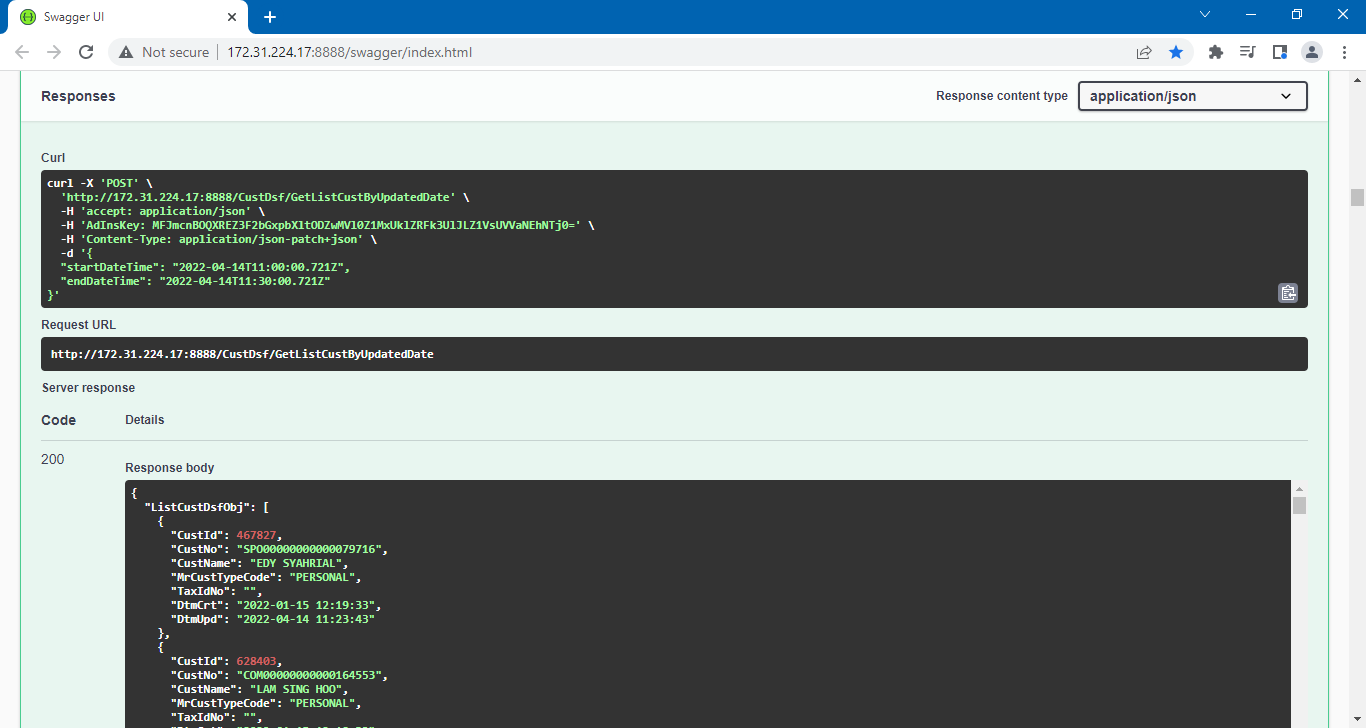 Swagger UI
Not secure
172.31.224.17:8888/swagger/index.html
Responses
Response content type
application/json
Curl
curl -X 'POST' \
'http://172.31.224.17:8888/CustDsf/GetListCustByUpdatedDate' \
-H 'accept: application/json' \
-H 'AdInsKey: MFJmcnBOQXREZ3F2bGxpbXltODZwMVl0Z1MxUklZRFk3UlJLZ1VsUVVaNEhNTj0=' \
-H 'Content-Type: application/json-patch+json' \
-d '{
"startDateTime": "2022-04-14T11:00:00.721Z",
"endDateTime": "2022-04-14T11:30:00.721Z"
}'
Request URL
http://172.31.224.17:8888/CustDsf/GetListCustByUpdatedDate
Server response
Code Details
200
Response body
{
"ListCustDsfObj": [
{
"CustId": 467827,
"CustNo": "SPO00000000000079716",
"CustName": "EDY SYAHRIAL",
"MrCustTypeCode": "PERSONAL",
"TaxIdNo": "",
"DtmCrt": "2022-01-15 12:19:33",
"DtmUpd": "2022-04-14 11:23:43"
},
{
"CustId": 628403,
"CustNo": "COM00000000000164553",
"CustName": "LAM SING HOO",
"MrCustTypeCode": "PERSONAL",
"TaxIdNo": "",